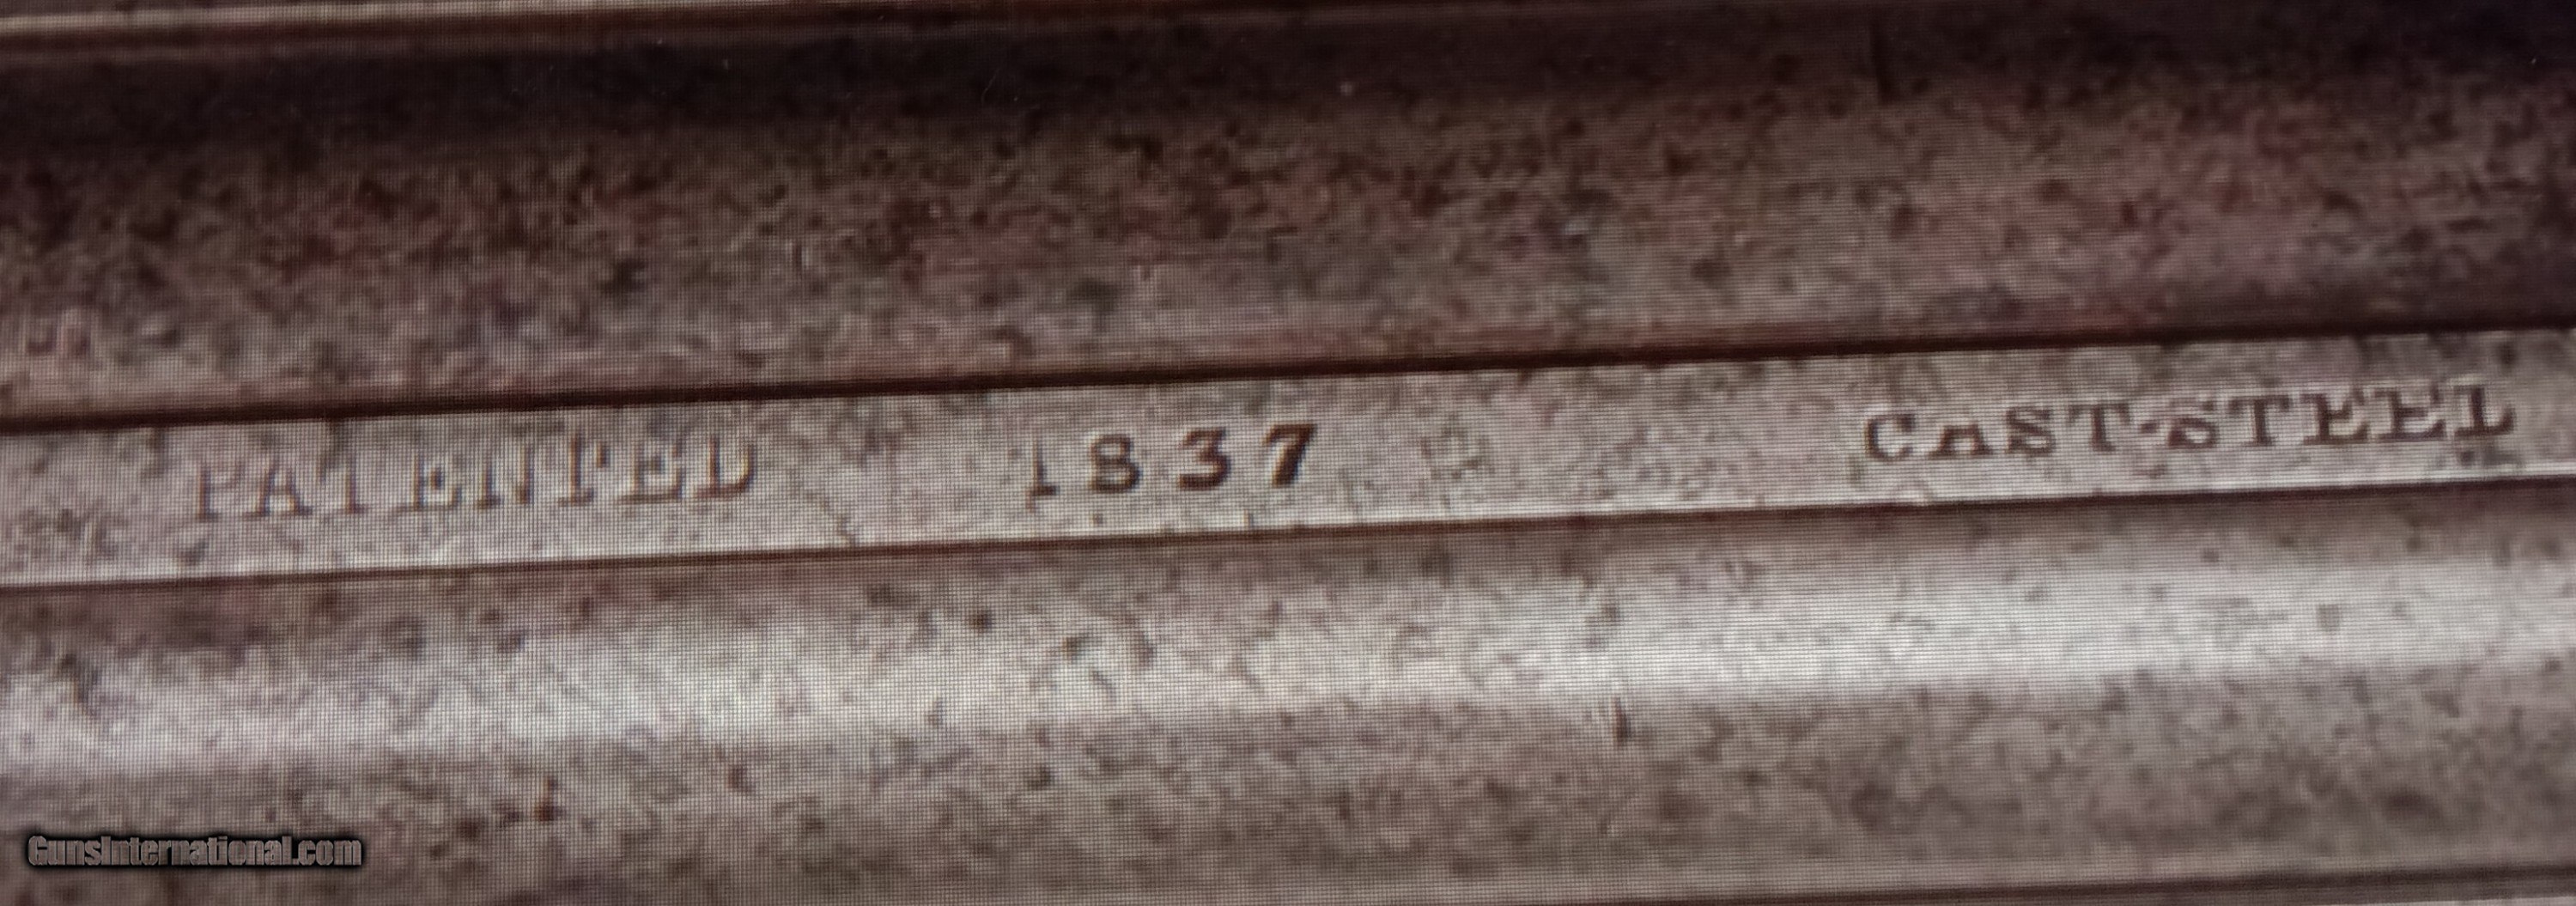 PATENTED 1837 CAST-STEEL
GunsInternational.com